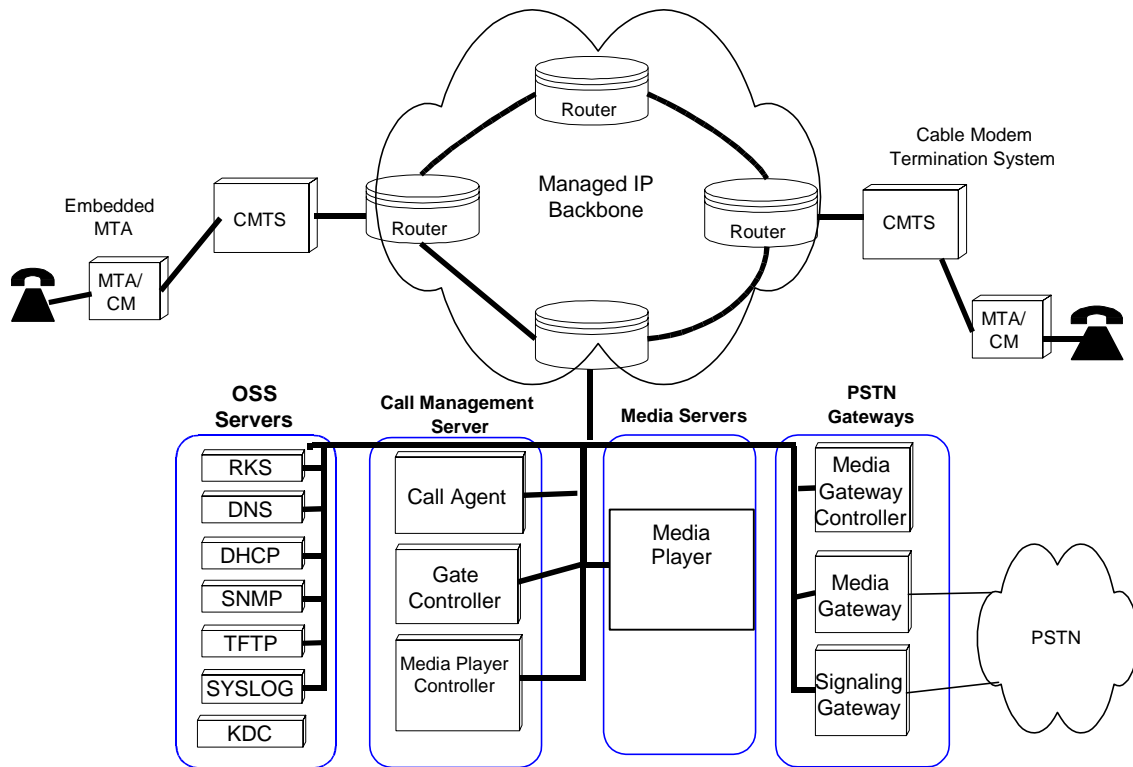 Router
Cable Modem
Termination System
Managed IP
Backbone
Embedded
MTA
CMTS
Router
Router
CMTS
MTA/
CM
MTA/
CM
OSS
Servers
Call Management
Server
Media Servers
PSTN
Gateways
RKS
DNS
DHCP
SNMP
TFTP
SYSLOG
KDC
Call Agent
Gate
Controller
Media Player
Controller
Media
Player
Media
Gateway
Controller
Media
Gateway
Signaling
Gateway
PSTN